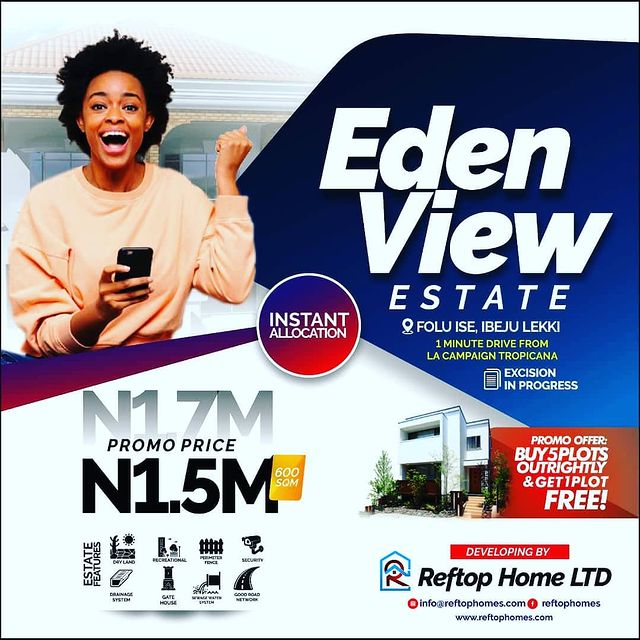 Eden
View
ESTATE
FOLU ISE, IBEJU LEKKI
1 MINUTE DRIVE FROM
LA CAMPAIGN TROPICANA
EXCISION
IN PROGRESS
INSTANT
ALLOCATION
N1.7M
PROMO PRICE
N1.5M
600
SQM
PROMO OFFER:
BUY 5 PLOTS
OUTRIGHTLY
& GET 1 PLOT
FREE!
ESTATE
FEATURES
DRY LAND
RECREATIONAL
PERIMETER
FENCE
SECURITY
DRAINAGE
SYSTEM
GATE
HOUSE
SEWAGE WATER
SYSTEM
GOOD ROAD
NETWORK
DEVELOPING BY
Reftop Home LTD
info@reftophomes.com
reftophomes
www.reftophomes.com